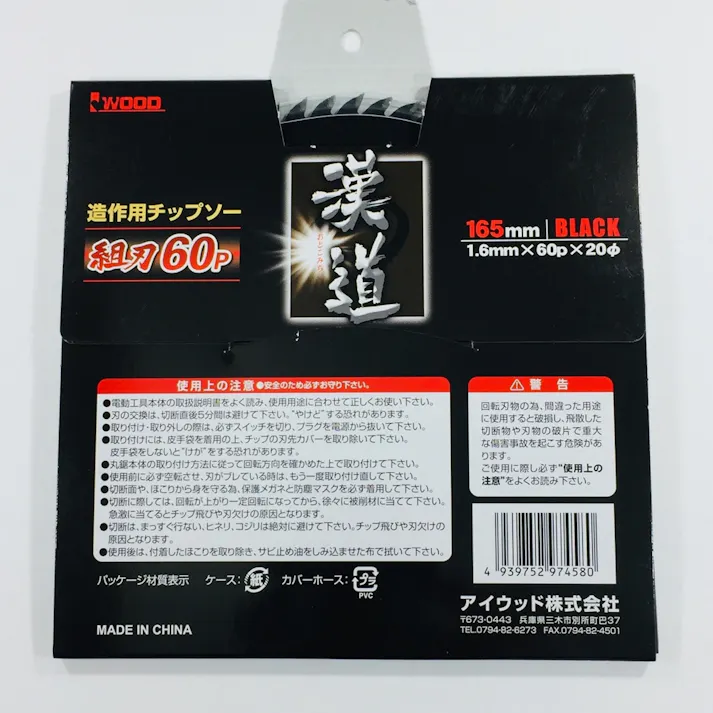 iWOOD
造作用チップソー
組刃60P
漢道
165mm | BLACK
1.6mm×60p×20φ
使用上の注意 ●安全のため必ずお守り下さい。
●電動工具本体の取扱説明書をよく読み、使用用途に合わせて正しくお使い下さい。
●刃の交換は、切断直後5分間は避けて下さい。"やけど"する恐れがあります。
●取り付け・取り外しの際は、必ずスイッチを切り、プラグを電源から抜いて下さい。
●取り付けには、皮手袋を着用の上、チップの刃先カバーを取り除いて下さい。
皮手袋をしないと"けが"をする恐れがあります。
●丸鋸本体の取り付け方法に従って回転方向を確かめた上で取り付けて下さい。
●使用前に必ず空転させ、刃がブレている時は、もう一度取り付け直して下さい。
●切断面や、ほこりから身を守る為、保護メガネと防塵マスクを必ず着用して下さい。
●切断に際しては、回転が上がり一定回転になってから、徐々に被削材に当てて下さい。
急激に当てるとチップ飛びや刃欠けの原因となります。
●切断は、まっすぐ行ない、ヒネリ、コジリは絶対に避けて下さい。チップ飛びや刃欠けの
原因となります。
●使用後は、付着したほこりを取り除き、サビ止め油をしみ込ませた布で拭いて下さい。
警告
回転刃物の為、間違った用途
に使用すると破損し、飛散した
切断物や刃物の破片で重大
な傷害事故を起こす危険があ
ります。
ご使用に際し必ず"使用上の
注意"をよくお読み下さい。
4 939752 974580
パッケージ材質表示 ケース: 紙 カバーホース: プラ
PVC
アイウッド株式会社
〒673-0443 兵庫県三木市別所町巴37
TEL.0794-82-6273 FAX.0794-82-4501
MADE IN CHINA